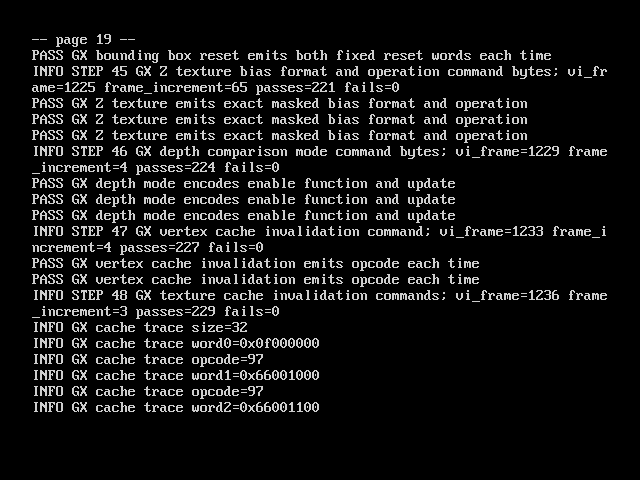 -- page 19 --
PASS GX bounding box reset emits both fixed reset words each time
INFO STEP 45 GX Z texture bias format and operation command bytes; vi_fr
ame=1225 frame_increment=65 passes=221 fails=0
PASS GX Z texture emits exact masked bias format and operation
PASS GX Z texture emits exact masked bias format and operation
PASS GX Z texture emits exact masked bias format and operation
INFO STEP 46 GX depth comparison mode command bytes; vi_frame=1229 frame
_increment=4 passes=224 fails=0
PASS GX depth mode encodes enable function and update
PASS GX depth mode encodes enable function and update
PASS GX depth mode encodes enable function and update
INFO STEP 47 GX vertex cache invalidation command; vi_frame=1233 frame_i
ncrement=4 passes=227 fails=0
PASS GX vertex cache invalidation emits opcode each time
PASS GX vertex cache invalidation emits opcode each time
INFO STEP 48 GX texture cache invalidation commands; vi_frame=1236 frame
_increment=3 passes=229 fails=0
INFO GX cache trace size=32
INFO GX cache trace word0=0x0f000000
INFO GX cache trace opcode=97
INFO GX cache trace word1=0x66001000
INFO GX cache trace opcode=97
INFO GX cache trace word2=0x66001100